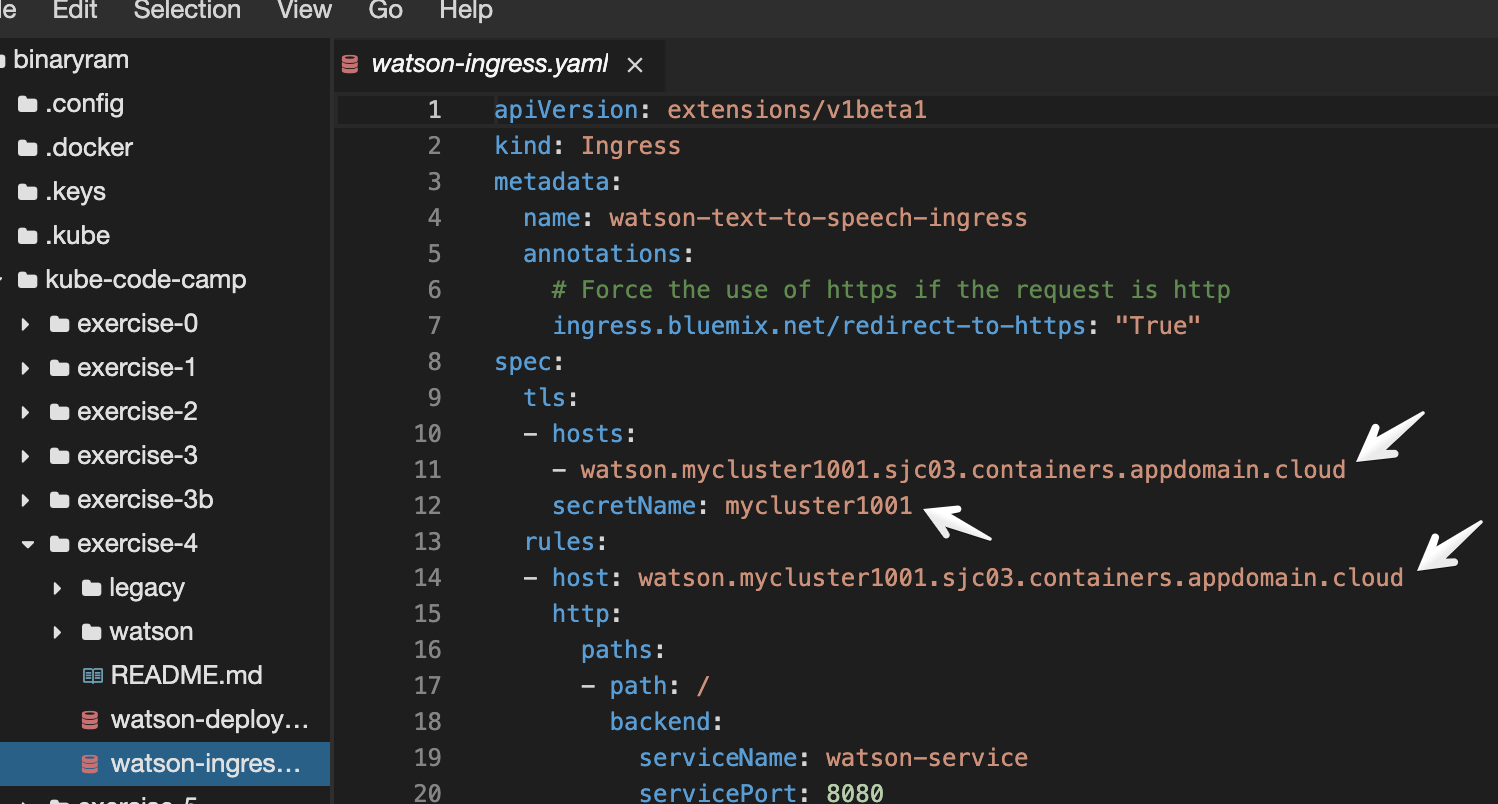 le Edit Selection View Go Help
binaryram
.config
.docker
.keys
.kube
kube-code-camp
exercise-0
exercise-1
exercise-2
exercise-3
exercise-3b
exercise-4
legacy
watson
README.md
watson-deploy...
watson-ingres...
exercise-5
watson-ingress.yaml ×
1 apiVersion: extensions/v1beta1
2 kind: Ingress
3 metadata:
4 name: watson-text-to-speech-ingress
5 annotations:
6 # Force the use of https if the request is http
7 ingress.bluemix.net/redirect-to-https: "True"
8 spec:
9 tls:
10 - hosts:
11 - watson.mycluster1001.sjc03.containers.appdomain.cloud
12 secretName: mycluster1001
13 rules:
14 - host: watson.mycluster1001.sjc03.containers.appdomain.cloud
15 http:
16 paths:
17 - path: /
18 backend:
19 serviceName: watson-service
20 servicePort: 8080